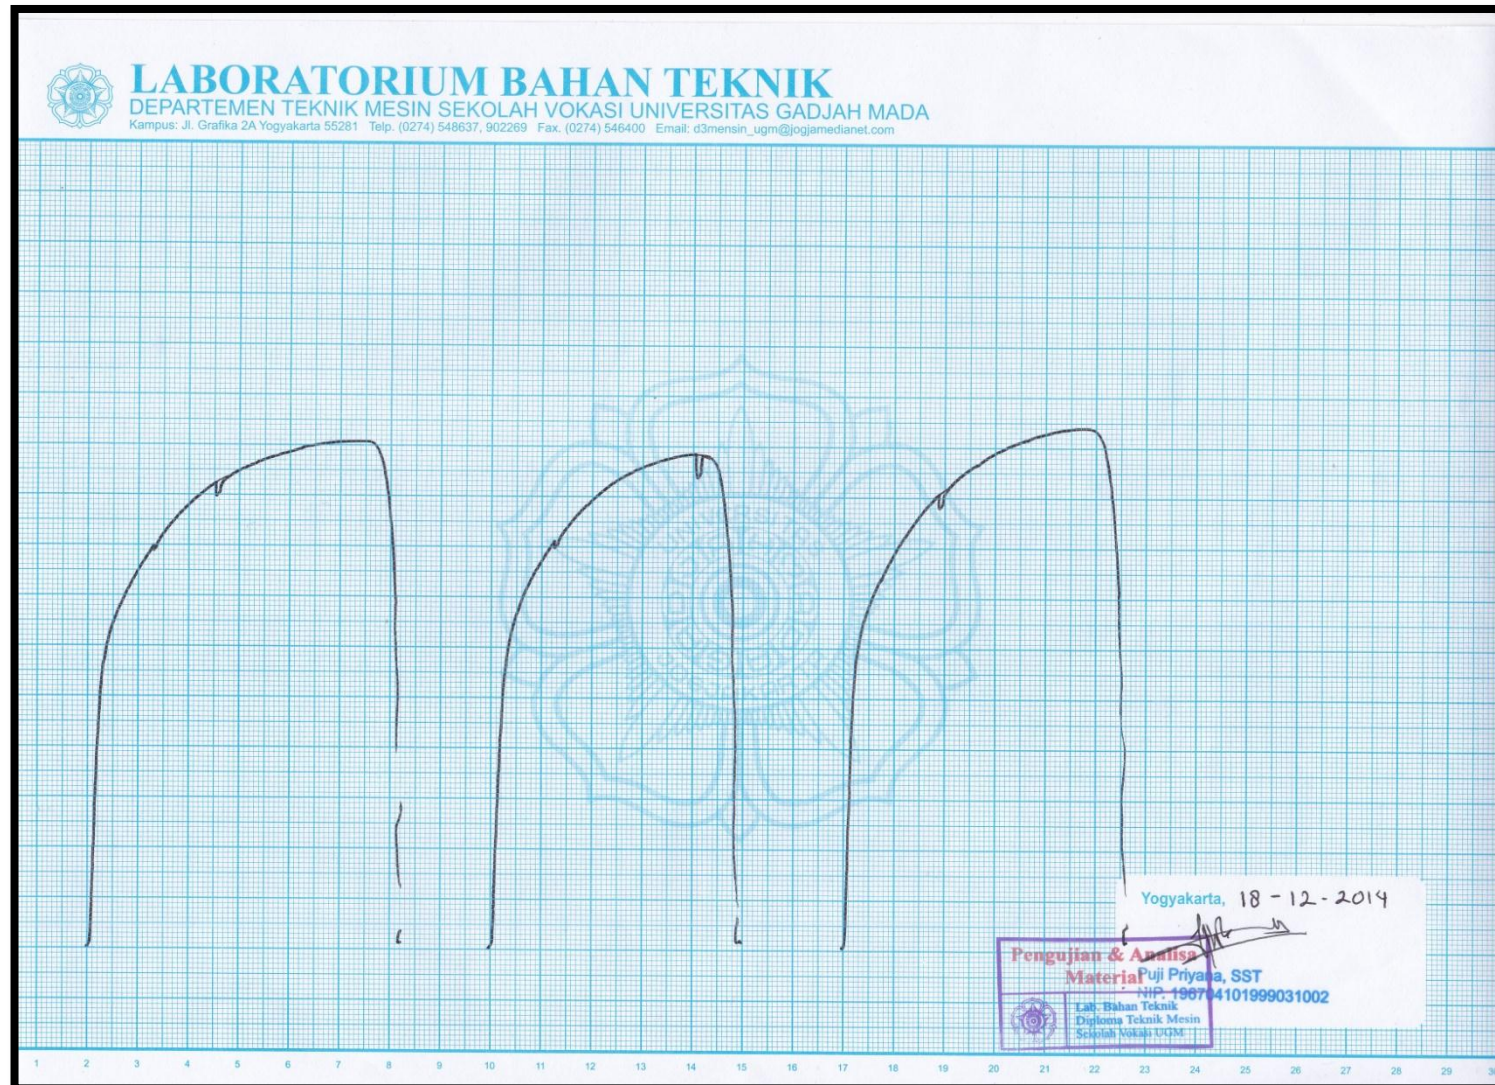 LABORATORIUM BAHAN TEKNIK
DEPARTEMEN TEKNIK MESIN SEKOLAH VOKASI UNIVERSITAS GADJAH MADA
Kampus: Jl. Grafika 2A Yogyakarta 55281 Telp. (0274) 548637, 902269 Fax. (0274) 546400 Email: d3mensin_ugm@jogjamedianet.com
UNIVERSITAS
Yogyakarta, 18 - 12 - 2014
Pengujian & Analisa
Material
Puji Priyana, SST
NIP. 196704101999031002
Lab. Bahan Teknik
Diploma Teknik Mesin
Sekolah Vokasi UGM
1 2 3 4 5 6 7 8 9 10 11 12 13 14 15 16 17 18 19 20 21 22 23 24 25 26 27 28 29